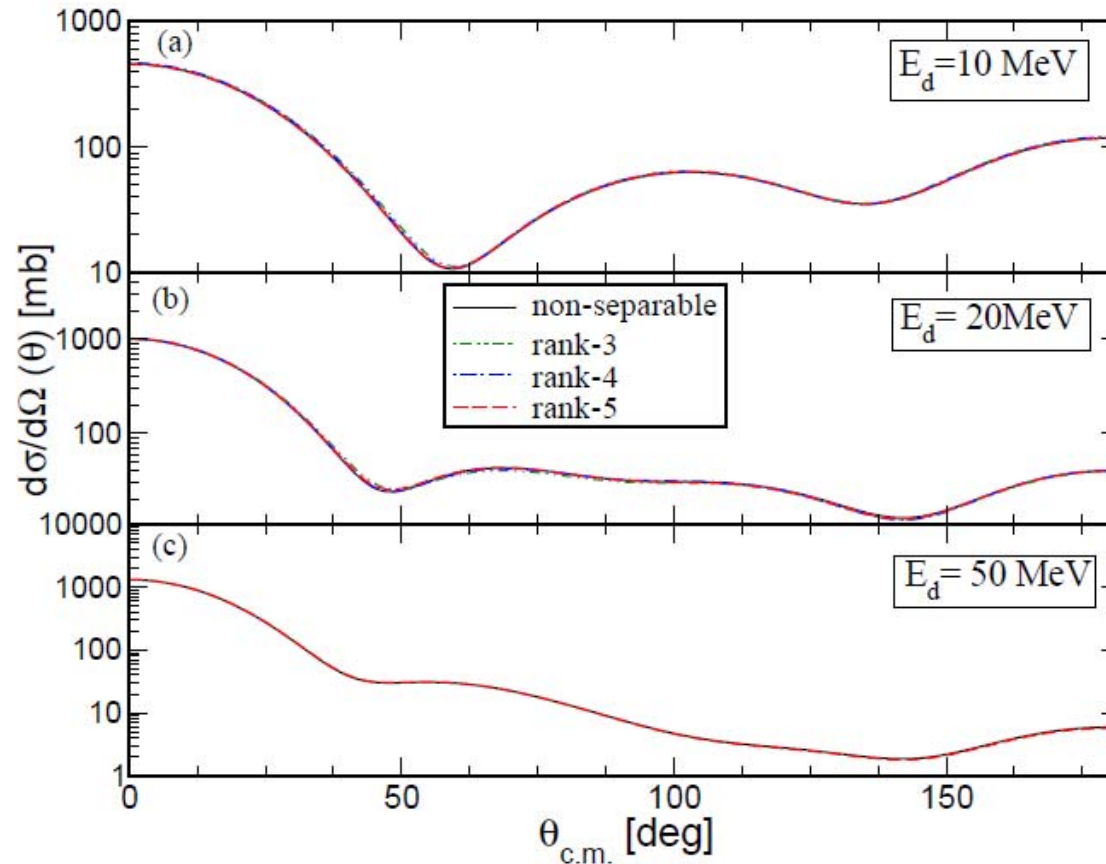 1000
(a)
E_d=10 MeV
100
10
dσ/dΩ (θ) [mb]
(b)
non-separable
rank-3
rank-4
rank-5
E_d= 20MeV
1000
100
10000
(c)
E_d= 50 MeV
1000
100
10
1
0 50 100 150
θ_c.m. [deg]